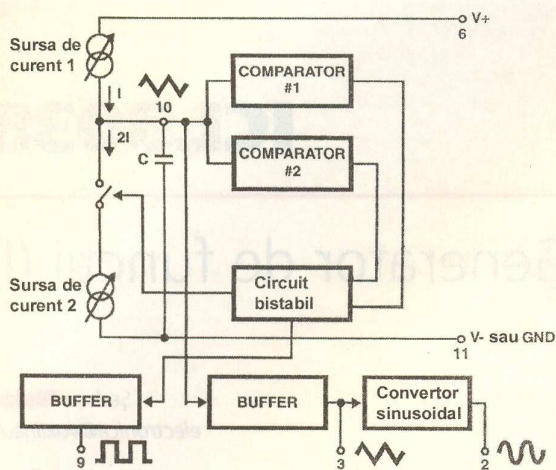 V+
6
Sursa de
curent 1
I
10
2I
C
COMPARATOR
#1
COMPARATOR
#2
Circuit
bistabil
Sursa de
curent 2
V- sau GND
11
BUFFER
BUFFER
Convertor
sinusoidal
9
3
2